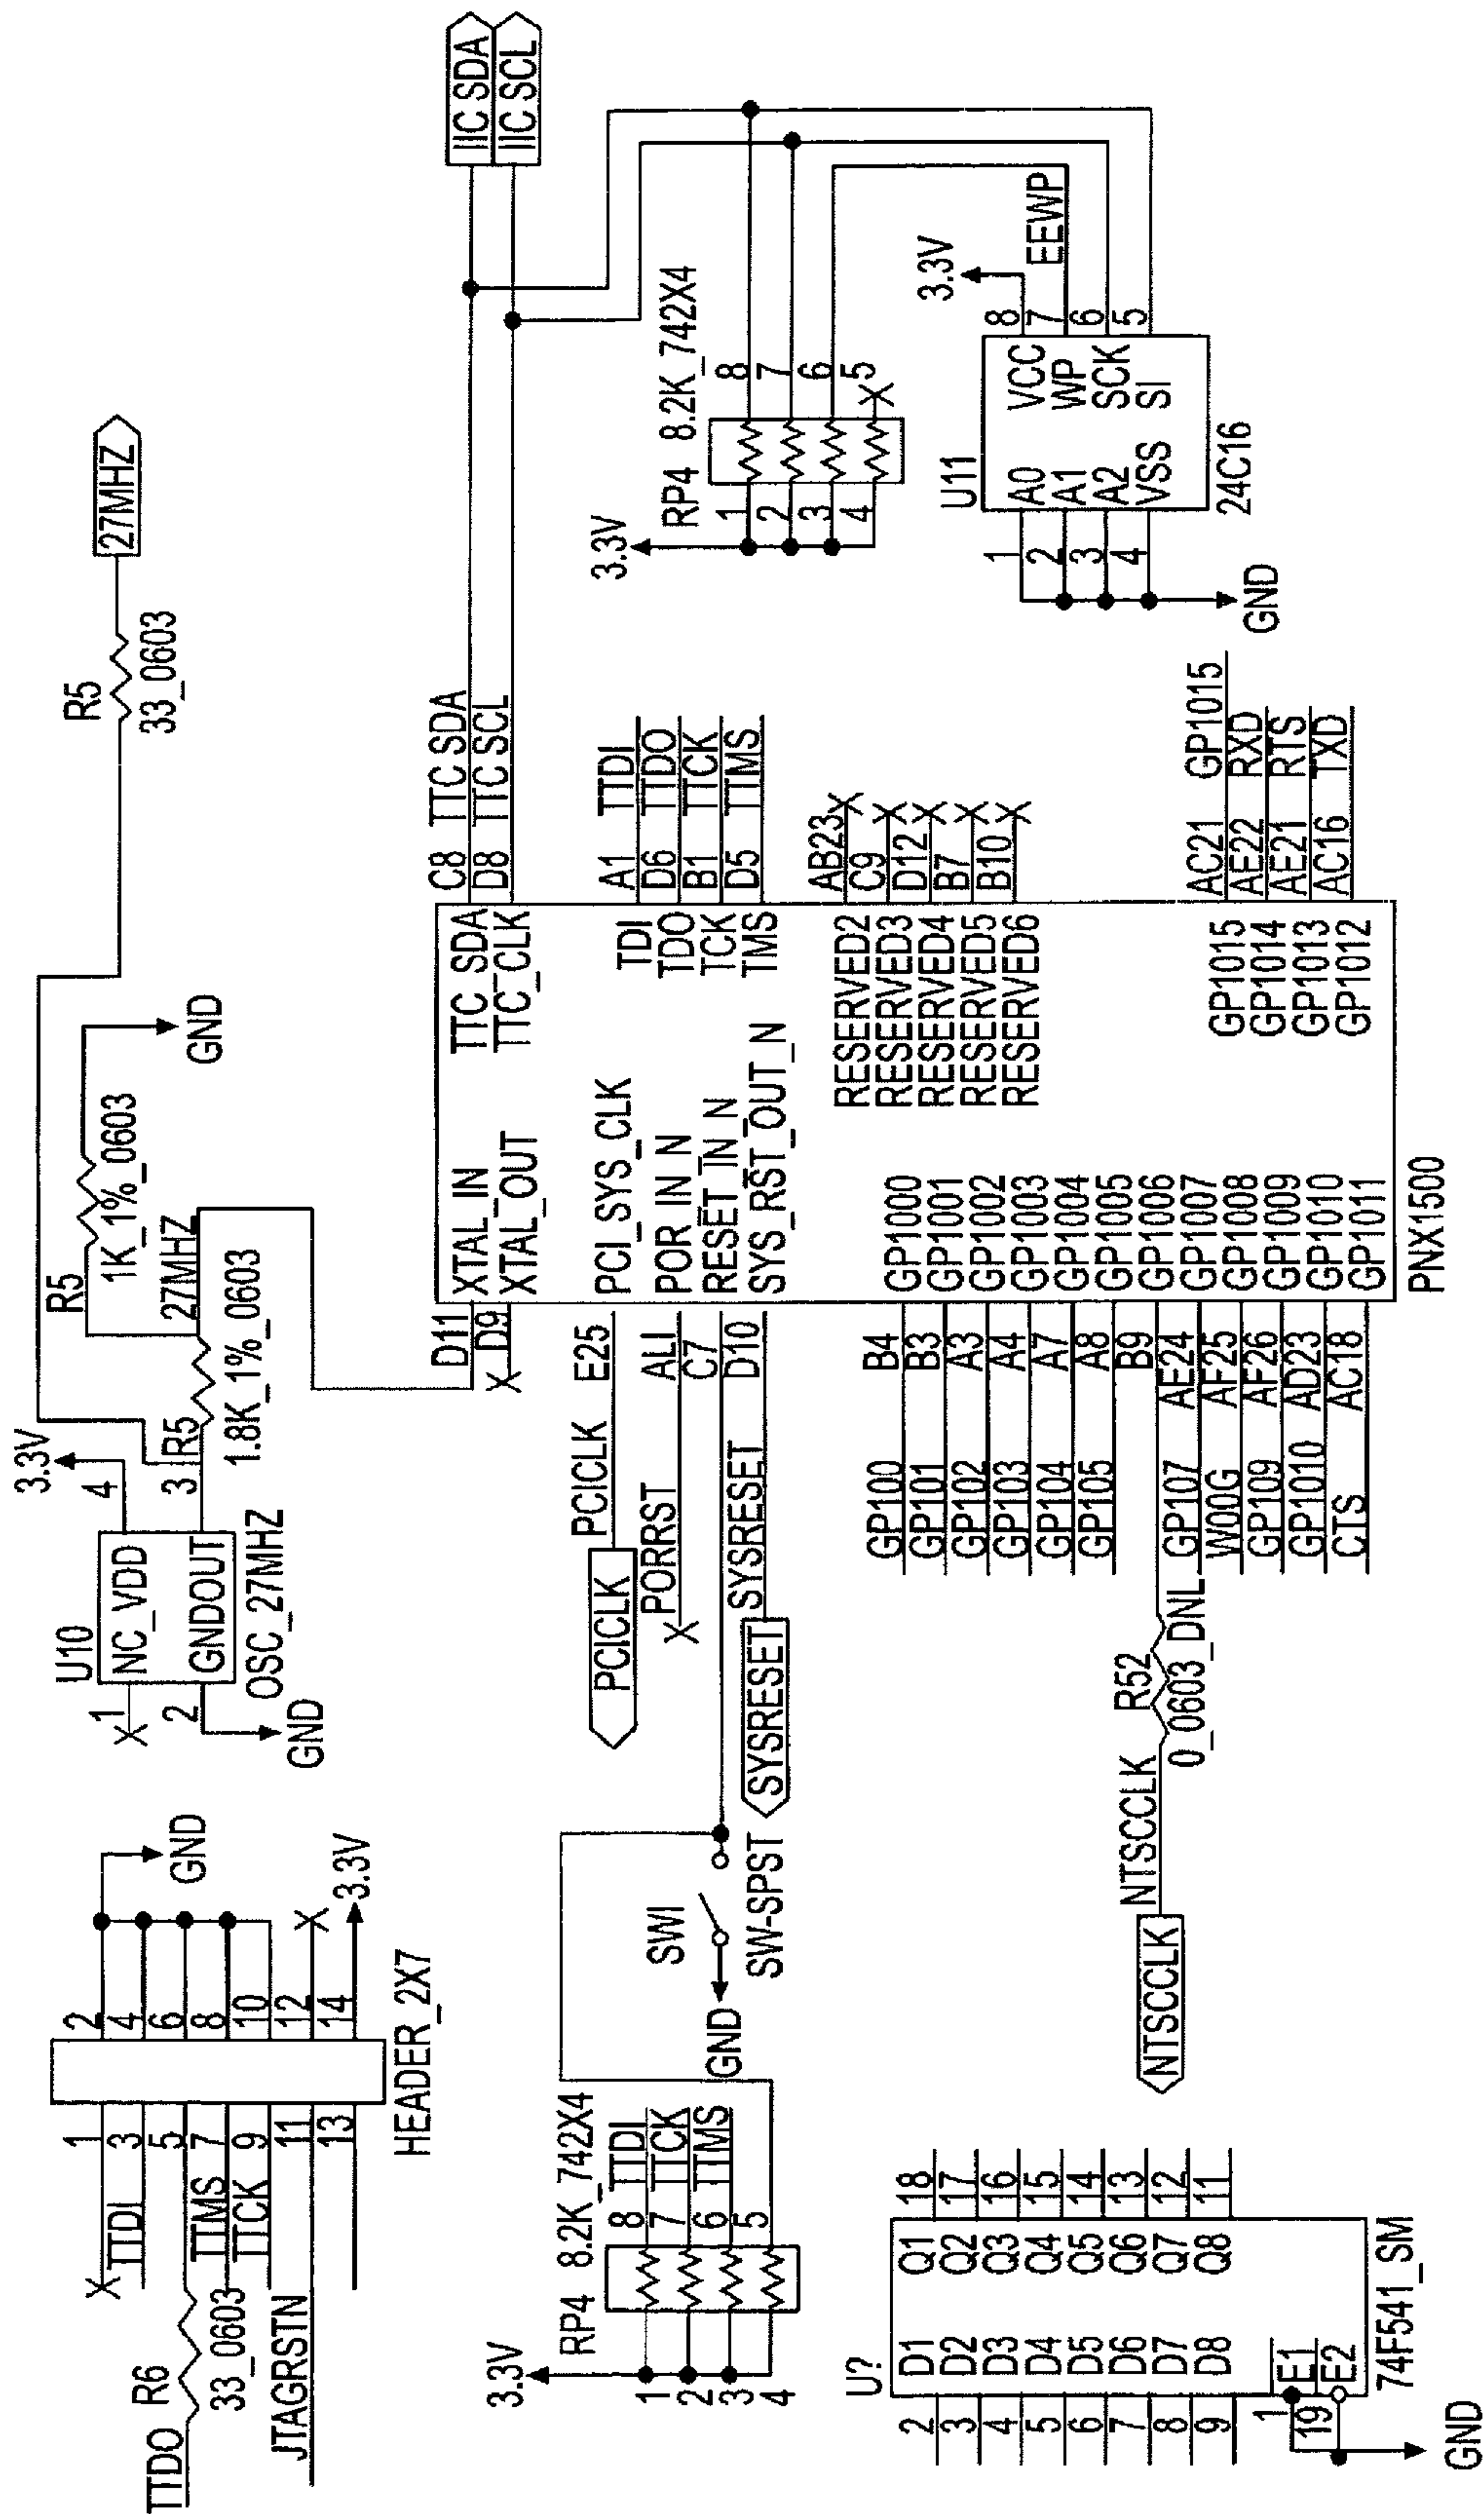 TTDO
R6
33_0603
JTAGRSTN
TTDI
TTMS
TTCK
1
3
5
7
9
11
13
2
4
6
8
10
12
14
HEADER_2X7
GND
3.3V
U10
NC_VDD
GNDOUT
OSC_27MHZ
1
2
4
3
GND
3.3V
R5
1.8K_1%_0603
27MHZ
R5
1K_1%_0603
GND
R5
33_0603
27MHZ
3.3V
RP4 8.2K_742X4
1
2
3
4
8 TTDI
7 TTCK
6 TTMS
5
GND
SWI
SW-SPST
PCICLK PCICLK E25
PORRST ALI
C7
SYSRESET SYSRESET D10
D11
D9
XTAL_IN
XTAL_OUT
PCI_SYS_CLK
POR_IN_N
RESET_IN_N
SYS_RST_OUT_N
TTC_SDA
TTC_CLK
C8 TTC SDA
D8 TTC SCL
IIC SDA
IIC SCL
TDI A1 TTDI
TDO D6 TTDO
TCK B1 TTCK
TMS D5 TTMS
RESERVED2 AB23
RESERVED3 C9
RESERVED4 D12
RESERVED5 B7
RESERVED6 B10
GP100 B4 GP1000
GP101 B3 GP1001
GP102 A3 GP1002
GP103 A4 GP1003
GP104 A7 GP1004
GP105 A8 GP1005
B9 GP1006
GP107 AE24 GP1007
W00G AF25 GP1008
GP109 AF26 GP1009
GP1010 AD23 GP1010
CTS AC18 GP1011
GP1015 AC21 GP1015
GP1014 AE22 RXD
GP1013 AE21 RTS
GP1012 AC16 TXD
PNX1500
NTSCCLK NTSCCLK
R52
0_0603_DNL
3.3V
RP4 8.2K_742X4
1
2
3
4
8
7
6
5
U11
A0
A1
A2
VSS
VCC
WP
SCK
SI
1
2
3
4
8
7
6
5
3.3V
EEWP
24C16
GND
U?
2 D1 Q1 18
3 D2 Q2 17
4 D3 Q3 16
5 D4 Q4 15
6 D5 Q5 14
7 D6 Q6 13
8 D7 Q7 12
9 D8 Q8 11
1 E1
19 E2
74F541_SM
GND